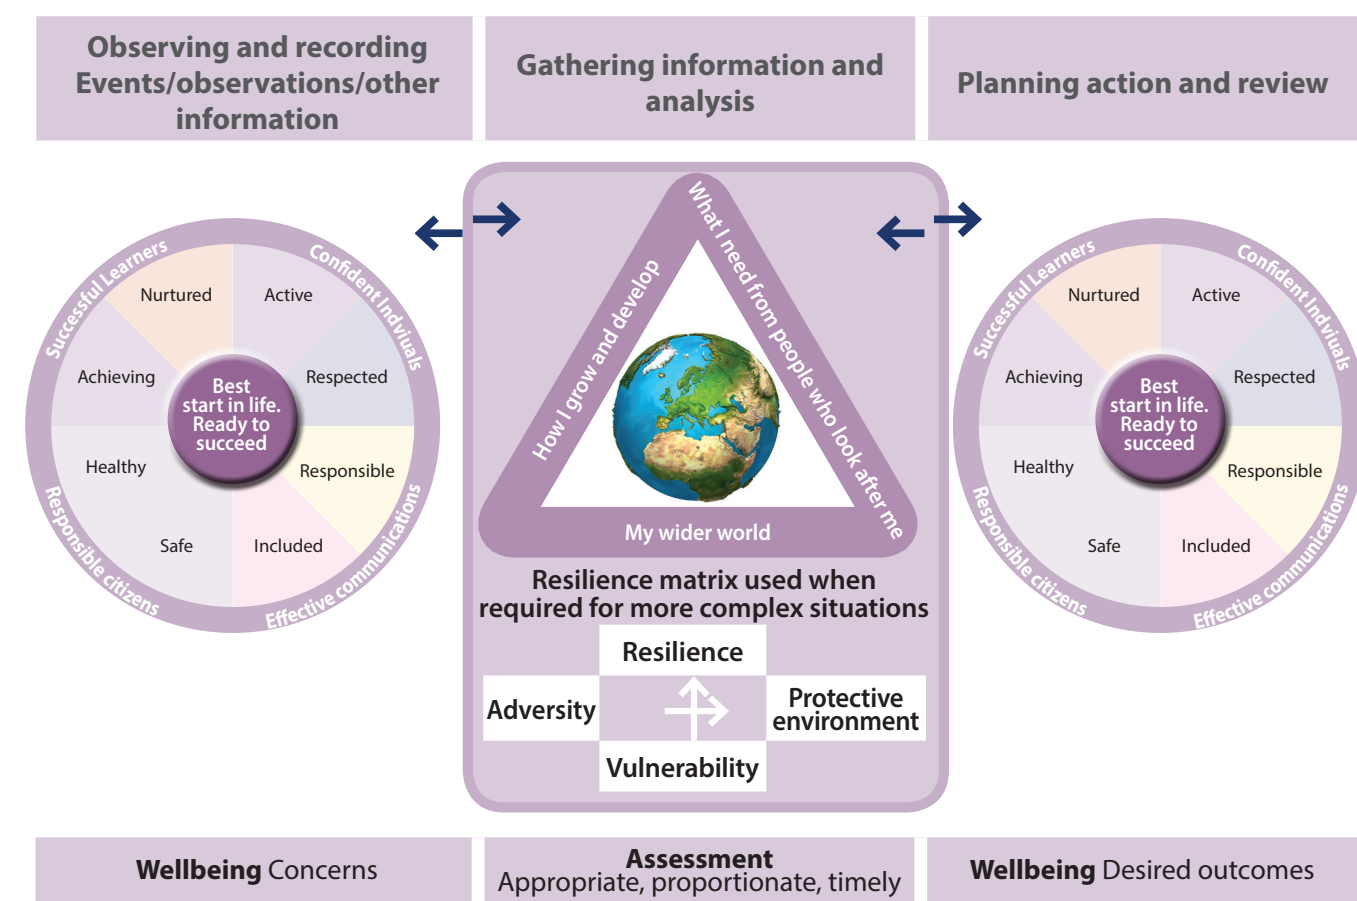 Observing and recording
Events/observations/other
information
Gathering information and
analysis
Planning action and review
Successful Learners
Confident Indviuals
Nurtured
Active
Achieving
Respected
Best
start in life.
Ready to
succeed
Healthy
Responsible
Safe
Included
Responsible citizens
Effective communications
How I grow and develop
What I need from people who look after me
My wider world
Resilience matrix used when
required for more complex situations
Resilience
Adversity
Protective
environment
Vulnerability
Successful Learners
Confident Indviuals
Nurtured
Active
Achieving
Respected
Best
start in life.
Ready to
succeed
Healthy
Responsible
Safe
Included
Responsible citizens
Effective communications
Wellbeing Concerns
Assessment
Appropriate, proportionate, timely
Wellbeing Desired outcomes